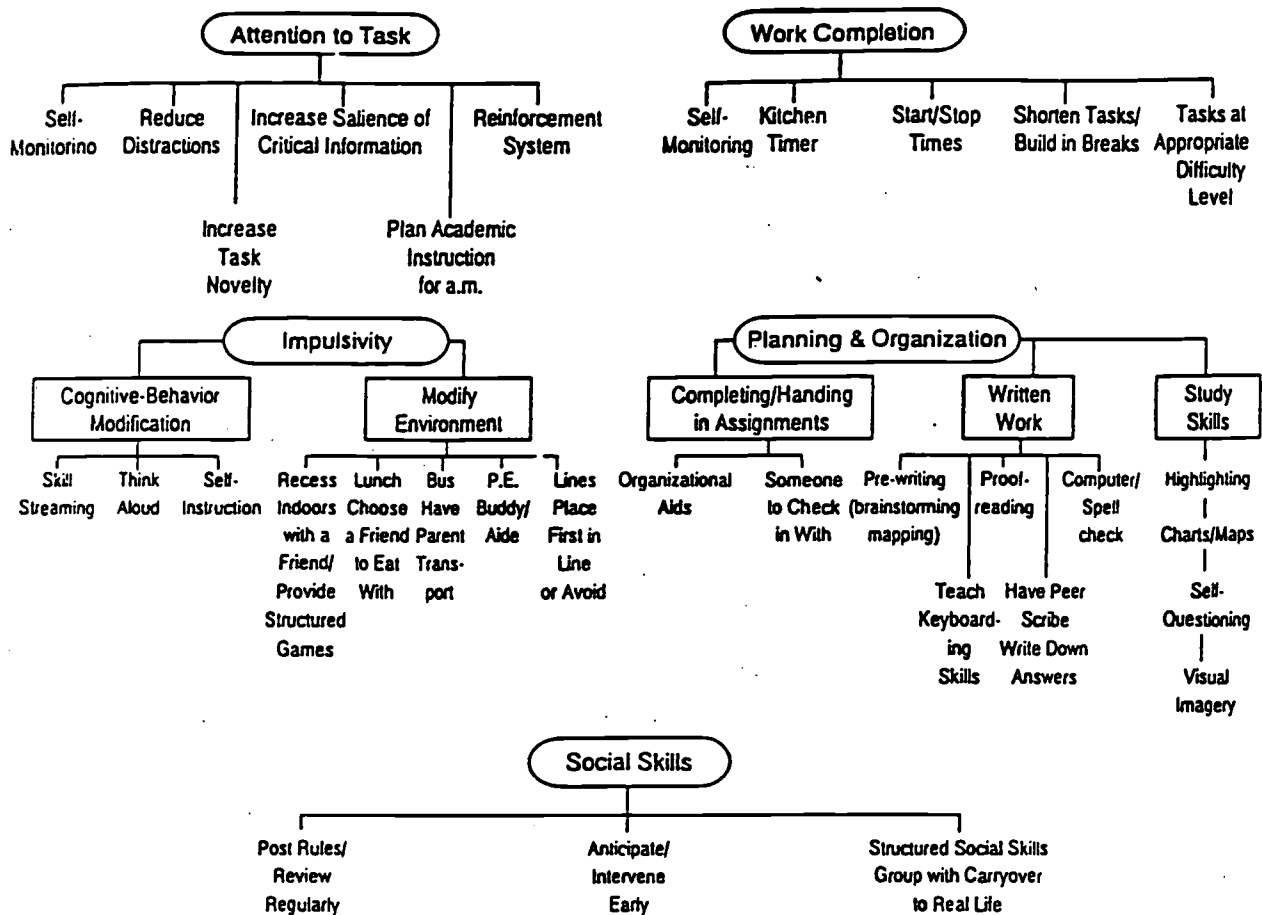 Attention to Task
Self-
Monitorino
Reduce
Distractions
Increase Salience of
Critical Information
Reinforcement
System
Increase
Task
Novelty
Plan Academic
Instruction
for a.m.
Work Completion
Self-
Monitoring
Kitchen
Timer
Start/Stop
Times
Shorten Tasks/
Build in Breaks
Tasks at
Appropriate
Difficulty
Level
Impulsivity
Cognitive-Behavior
Modification
Skill
Streaming
Think
Aloud
Self-
Instruction
Modify
Environment
Recess
Indoors
with a
Friend/
Provide
Structured
Games
Lunch
Choose
a Friend
to Eat
With
Bus
Have
Parent
Trans-
port
P.E.
Buddy/
Aide
Lines
Place
First in
Line
or Avoid
Planning & Organization
Completing/Handing
in Assignments
Organizational
Aids
Someone
to Check
in With
Written
Work
Pre-writing
(brainstorming
mapping)
Proof-
reading
Computer/
Spell
check
Teach
Keyboard-
ing
Skills
Have Peer
Scribe
Write Down
Answers
Study
Skills
Highlighting
Charts/Maps
Self-
Questioning
Visual
Imagery
Social Skills
Post Rules/
Review
Regularly
Anticipate/
Intervene
Early
Structured Social Skills
Group with Carryover
to Real Life